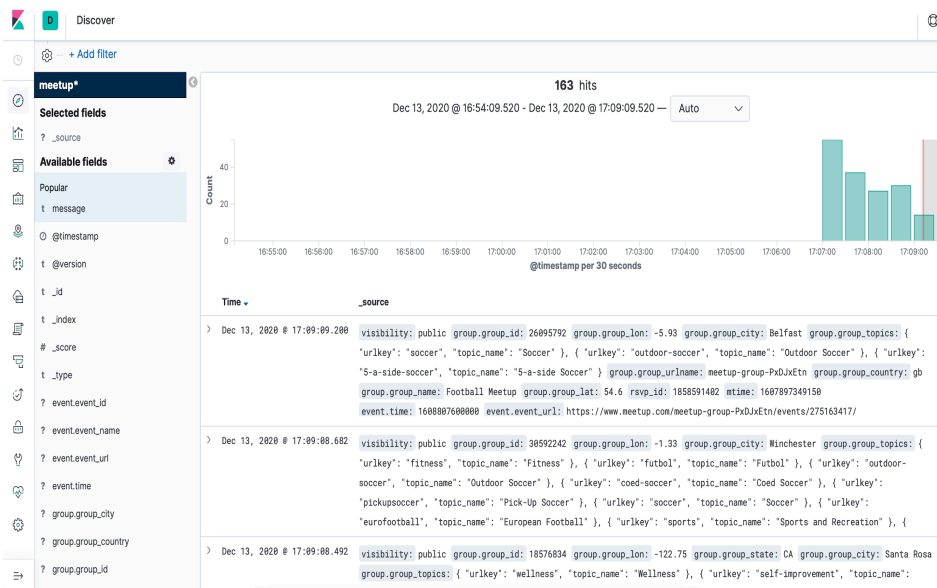 D Discover
+ Add filter
meetup*
Selected fields
? _source
Available fields
Popular
t message
@timestamp
t @version
t _id
t _index
# _score
t _type
? event.event_id
? event.event_name
? event.event_url
? event.time
? group.group_city
? group.group_country
? group.group_id
163 hits
Dec 13, 2020 @ 16:54:09.520 - Dec 13, 2020 @ 17:09:09.520 — Auto
Count
40
20
0
16:55:00 16:56:00 16:57:00 16:58:00 16:59:00 17:00:00 17:01:00 17:02:00 17:03:00 17:04:00 17:05:00 17:06:00 17:07:00 17:08:00 17:09:00
@timestamp per 30 seconds
Time _source
Dec 13, 2020 @ 17:09:09.200 visibility: public group.group_id: 26095792 group.group_lon: -5.93 group.group_city: Belfast group.group_topics: {
"urlkey": "soccer", "topic_name": "Soccer" }, { "urlkey": "outdoor-soccer", "topic_name": "Outdoor Soccer" }, { "urlkey":
"5-a-side-soccer", "topic_name": "5-a-side Soccer" } group.group_urlname: meetup-group-PxDJxEtn group.group_country: gb
group.group_name: Football Meetup group.group_lat: 54.6 rsvp_id: 1858591402 mtime: 1607897349150
event.time: 1608807600000 event.event_url: https://www.meetup.com/meetup-group-PxDJxEtn/events/275163417/
Dec 13, 2020 @ 17:09:08.682 visibility: public group.group_id: 30592242 group.group_lon: -1.33 group.group_city: Winchester group.group_topics: {
"urlkey": "fitness", "topic_name": "Fitness" }, { "urlkey": "futbol", "topic_name": "Futbol" }, { "urlkey": "outdoor-
soccer", "topic_name": "Outdoor Soccer" }, { "urlkey": "coed-soccer", "topic_name": "Coed Soccer" }, { "urlkey":
"pickupsoccer", "topic_name": "Pick-Up Soccer" }, { "urlkey": "soccer", "topic_name": "Soccer" }, { "urlkey":
"eurofootball", "topic_name": "European Football" }, { "urlkey": "sports", "topic_name": "Sports and Recreation" }, {
Dec 13, 2020 @ 17:09:08.492 visibility: public group.group_id: 18576834 group.group_lon: -122.75 group.group_state: CA group.group_city: Santa Rosa
group.group_topics: { "urlkey": "wellness", "topic_name": "Wellness" }, { "urlkey": "self-improvement", "topic_name":